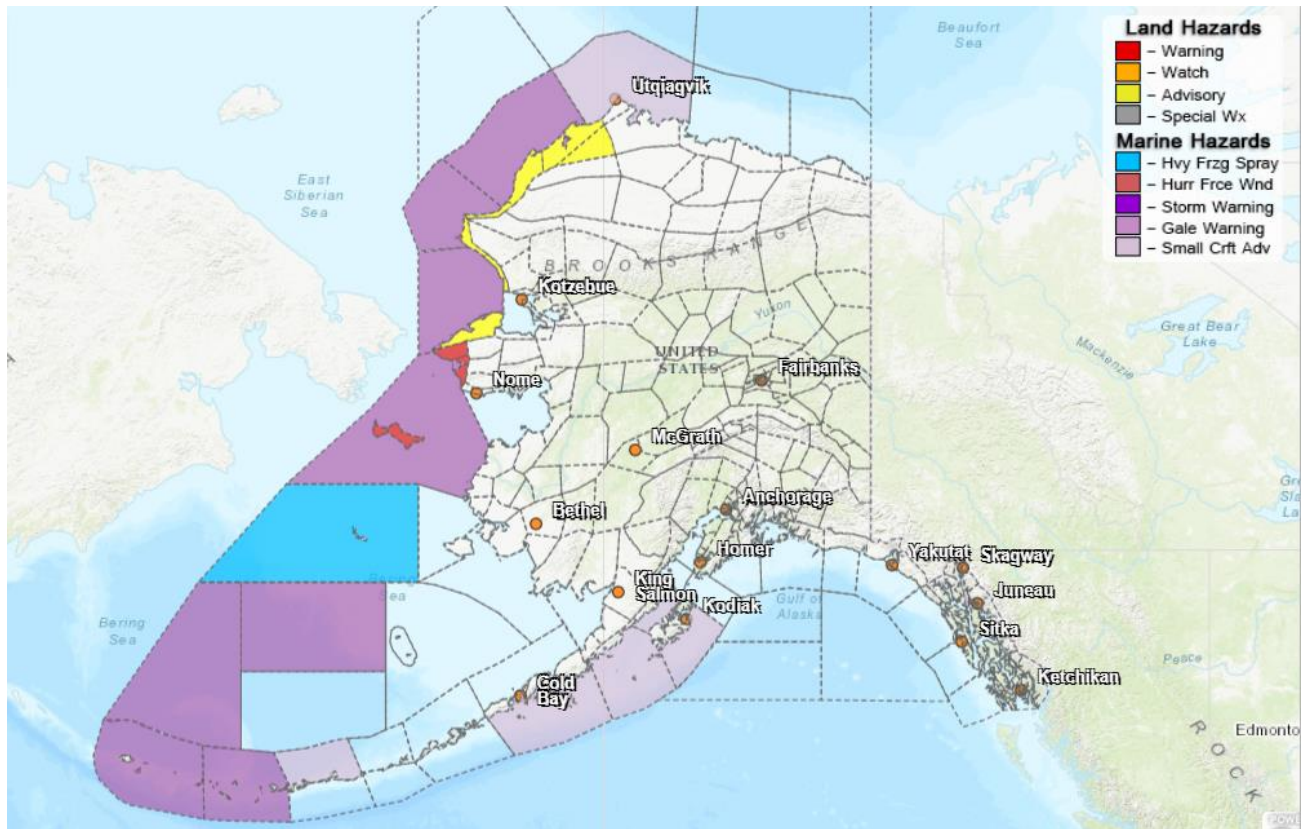 Beaufort
Sea
Land Hazards
– Warning
– Watch
– Advisory
– Special Wx
Marine Hazards
– Hvy Frzg Spray
– Hurr Frce Wnd
– Storm Warning
– Gale Warning
– Small Crft Adv
Utqiagvik
East
Siberian
Sea
BROOKS RANGE
Kotzebue
Yukon
Great Bear
Lake
Mackenzie
UNITED
STATES
Fairbanks
Nome
McGrath
Anchorage
Bethel
Homer
Yakutat
Skagway
King
Salmon
Kodiak
Gulf of
Alaska
Juneau
Sea
Bering
Sea
Sitka
Peace
Cold
Bay
Ketchikan
ROCK
Edmonto